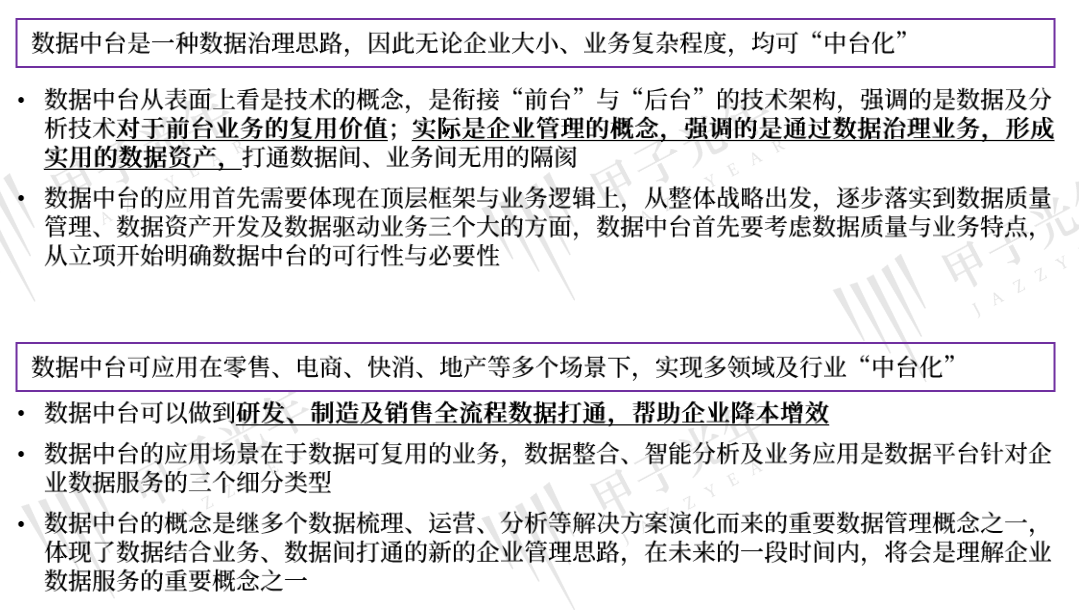 数据中台是一种数据治理思路，因此无论企业大小、业务复杂程度，均可“中台化”
• 数据中台从表面上看是技术的概念，是衔接“前台”与“后台”的技术架构，强调的是数据及分
析技术对于前台业务的复用价值；实际是企业管理的概念，强调的是通过数据治理业务，形成
实用的数据资产，打通数据间、业务间无用的隔阂
• 数据中台的应用首先需要体现在顶层框架与业务逻辑上，从整体战略出发，逐步落实到数据质量
管理、数据资产开发及数据驱动业务三个大的方面，数据中台首先要考虑数据质量与业务特点，
从立项开始明确数据中台的可行性与必要性
数据中台可应用在零售、电商、快消、地产等多个场景下，实现多领域及行业“中台化”
• 数据中台可以做到研发、制造及销售全流程数据打通，帮助企业降本增效
• 数据中台的应用场景在于数据可复用的业务，数据整合、智能分析及业务应用是数据平台针对企
业数据服务的三个细分类型
• 数据中台的概念是继多个数据梳理、运营、分析等解决方案演化而来的重要数据管理概念之一，
体现了数据结合业务、数据间打通的新的企业管理思路，在未来的一段时间内，将会是理解企业
数据服务的重要概念之一
甲子光年
JAZZYEAR
甲子光年
JAZZYEAR
甲子光
JAZZY
甲子光年
JAZZYEAR
甲子光年
JAZZYEAR